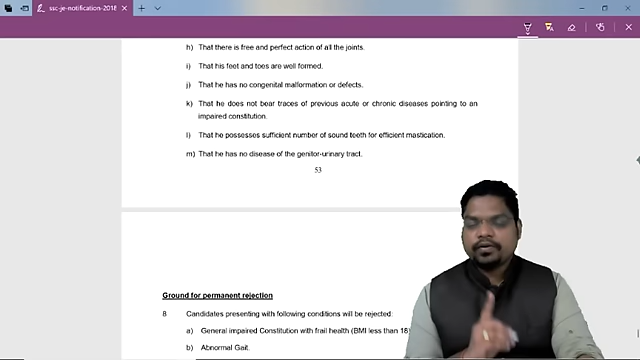 ssc-je-notification-2018
h) That there is free and perfect action of all the joints.
i) That his feet and toes are well formed.
j) That he has no congenital malformation or defects.
k) That he does not bear traces of previous acute or chronic diseases pointing to an
impaired constitution.
l) That he possesses sufficient number of sound teeth for efficient mastication.
m) That he has no disease of the genitor-urinary tract.
53
Ground for permanent rejection
8 Candidates presenting with following conditions will be rejected:
a) General impaired Constitution with frail health (BMI less than 18)
b) Abnormal Gait.